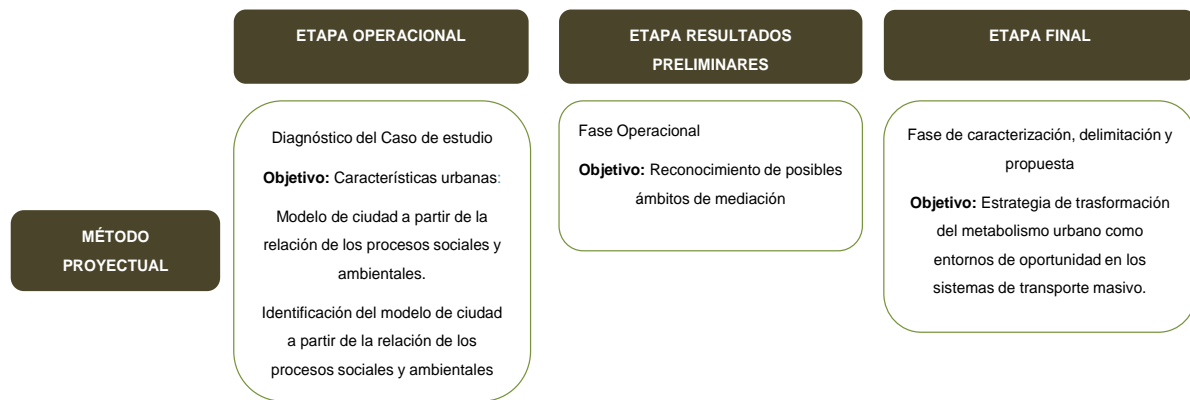 ETAPA OPERACIONAL
ETAPA RESULTADOS
PRELIMINARES
ETAPA FINAL
MÉTODO
PROYECTUAL
Diagnóstico del Caso de estudio
Objetivo: Características urbanas:
Modelo de ciudad a partir de la
relación de los procesos sociales y
ambientales.
Identificación del modelo de ciudad
a partir de la relación de los
procesos sociales y ambientales
Fase Operacional
Objetivo: Reconocimiento de posibles
ámbitos de mediación
Fase de caracterización, delimitación y
propuesta
Objetivo: Estrategia de trasformación
del metabolismo urbano como
entornos de oportunidad en los
sistemas de transporte masivo.